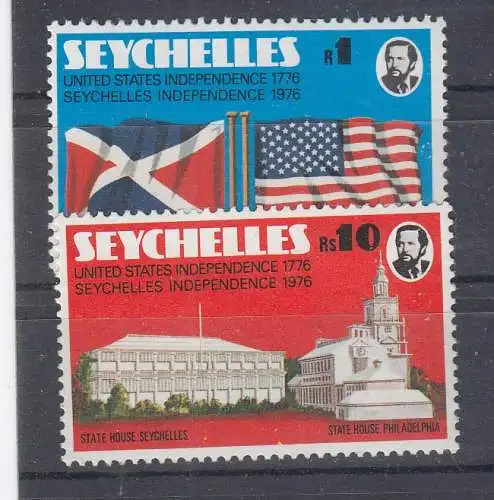 SEYCHELLES
R1
UNITED STATES INDEPENDENCE 1776
SEYCHELLES INDEPENDENCE 1976
SEYCHELLES
Rs10
UNITED STATES INDEPENDENCE 1776
SEYCHELLES INDEPENDENCE 1976
STATE HOUSE SEYCHELLES
STATE HOUSE PHILADELPHIA